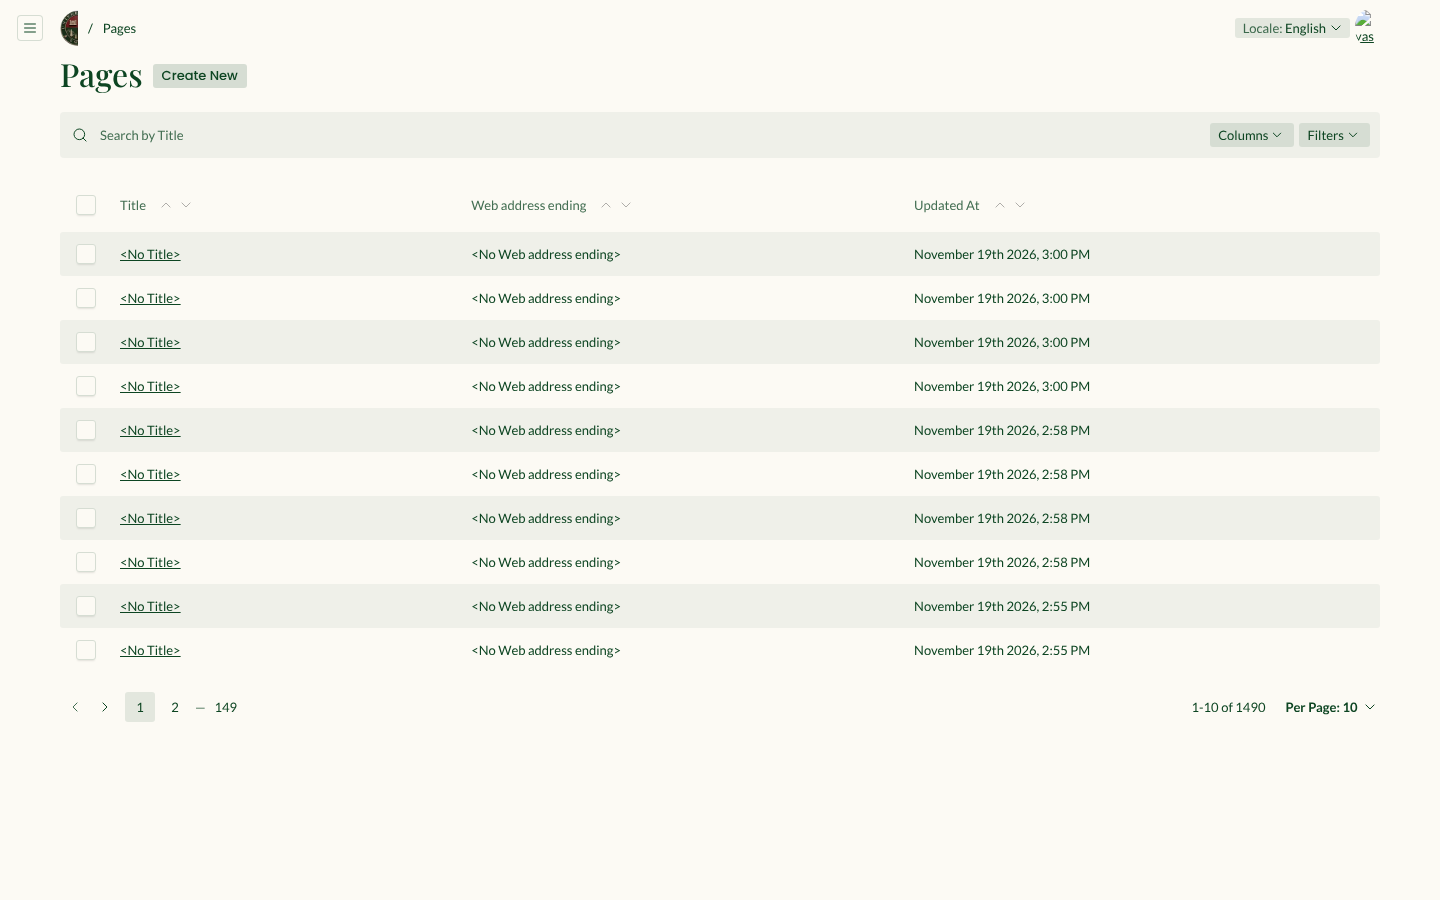 / Pages
Locale: English
vas
Pages
Create New
Search by Title
Columns
Filters
Title
Web address ending
Updated At
<No Title> <No Web address ending> November 19th 2026, 3:00 PM
<No Title> <No Web address ending> November 19th 2026, 3:00 PM
<No Title> <No Web address ending> November 19th 2026, 3:00 PM
<No Title> <No Web address ending> November 19th 2026, 3:00 PM
<No Title> <No Web address ending> November 19th 2026, 2:58 PM
<No Title> <No Web address ending> November 19th 2026, 2:58 PM
<No Title> <No Web address ending> November 19th 2026, 2:58 PM
<No Title> <No Web address ending> November 19th 2026, 2:58 PM
<No Title> <No Web address ending> November 19th 2026, 2:55 PM
<No Title> <No Web address ending> November 19th 2026, 2:55 PM
1 2 — 149
1-10 of 1490
Per Page: 10